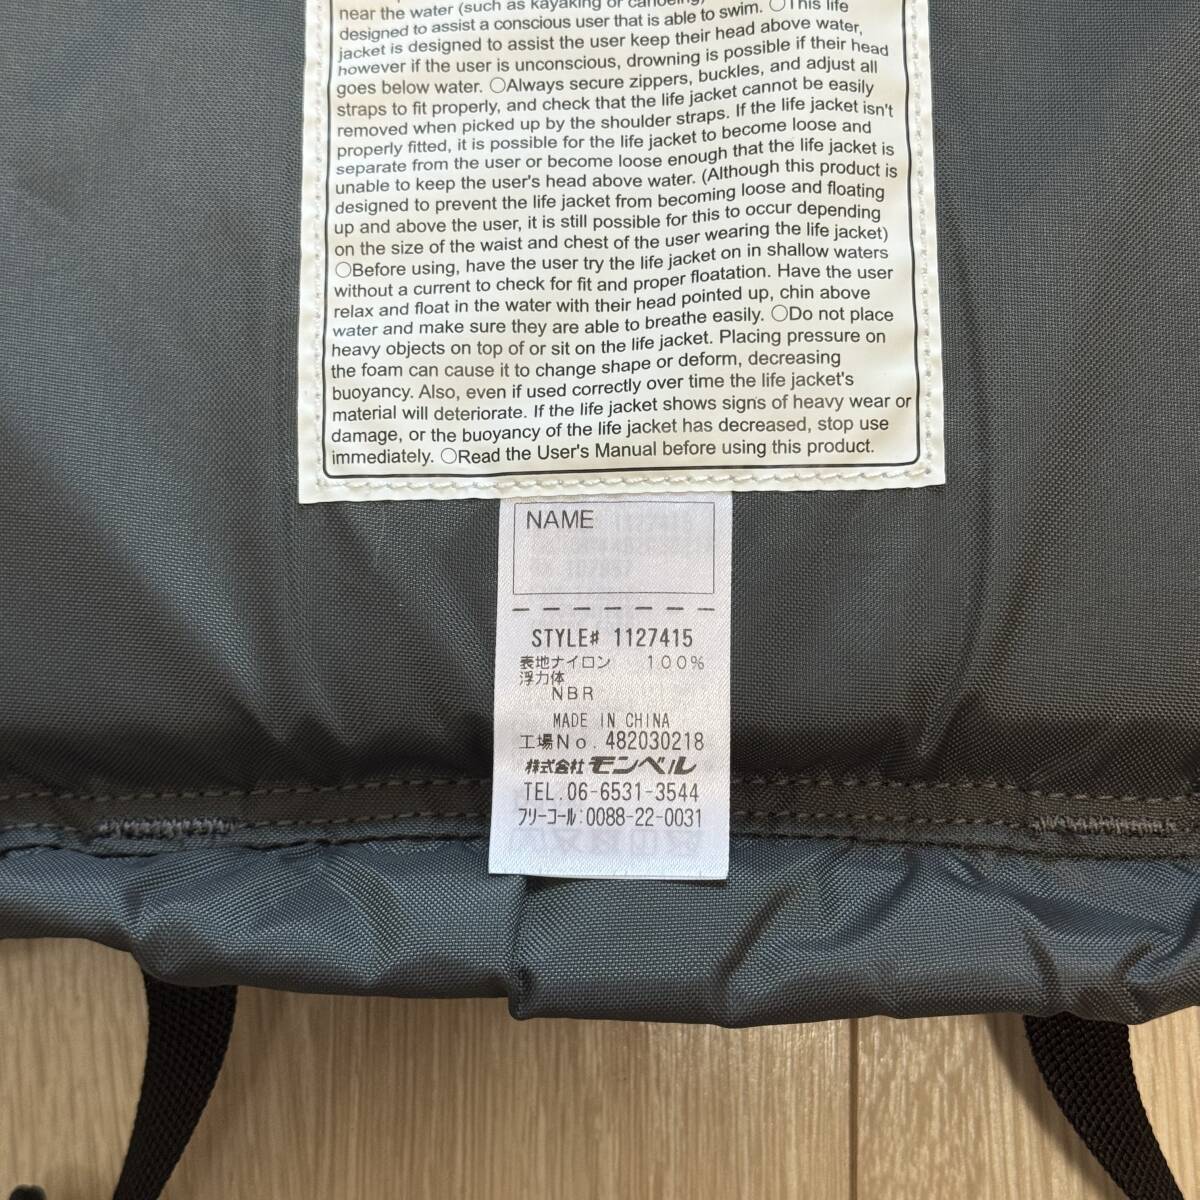 near the water (such as kayaking or canoeing) 
designed to assist a conscious user that is able to swim. ○This life
jacket is designed to assist the user keep their head above water,
however if the user is unconscious, drowning is possible if their head
goes below water. ○Always secure zippers, buckles, and adjust all
straps to fit properly, and check that the life jacket cannot be easily
removed when picked up by the shoulder straps. If the life jacket isn't
properly fitted, it is possible for the life jacket to become loose and
separate from the user or become loose enough that the life jacket is
unable to keep the user's head above water. (Although this product is
designed to prevent the life jacket from becoming loose and floating
up and above the user, it is still possible for this to occur depending
on the size of the waist and chest of the user wearing the life jacket)
○Before using, have the user try the life jacket on in shallow waters
without a current to check for fit and proper floatation. Have the user
relax and float in the water with their head pointed up, chin above
water and make sure they are able to breathe easily. ○Do not place
heavy objects on top of or sit on the life jacket. Placing pressure on
the foam can cause it to change shape or deform, decreasing
buoyancy. Also, even if used correctly over time the life jacket's
material will deteriorate. If the life jacket shows signs of heavy wear or
damage, or the buoyancy of the life jacket has decreased, stop use
immediately. ○Read the User's Manual before using this product.
NAME
STYLE# 1127415
表地ナイロン 100%
浮力体
NBR
MADE IN CHINA
工場No. 482030218
株式会社モンベル
TEL.06-6531-3544
フリーコール:0088-22-0031